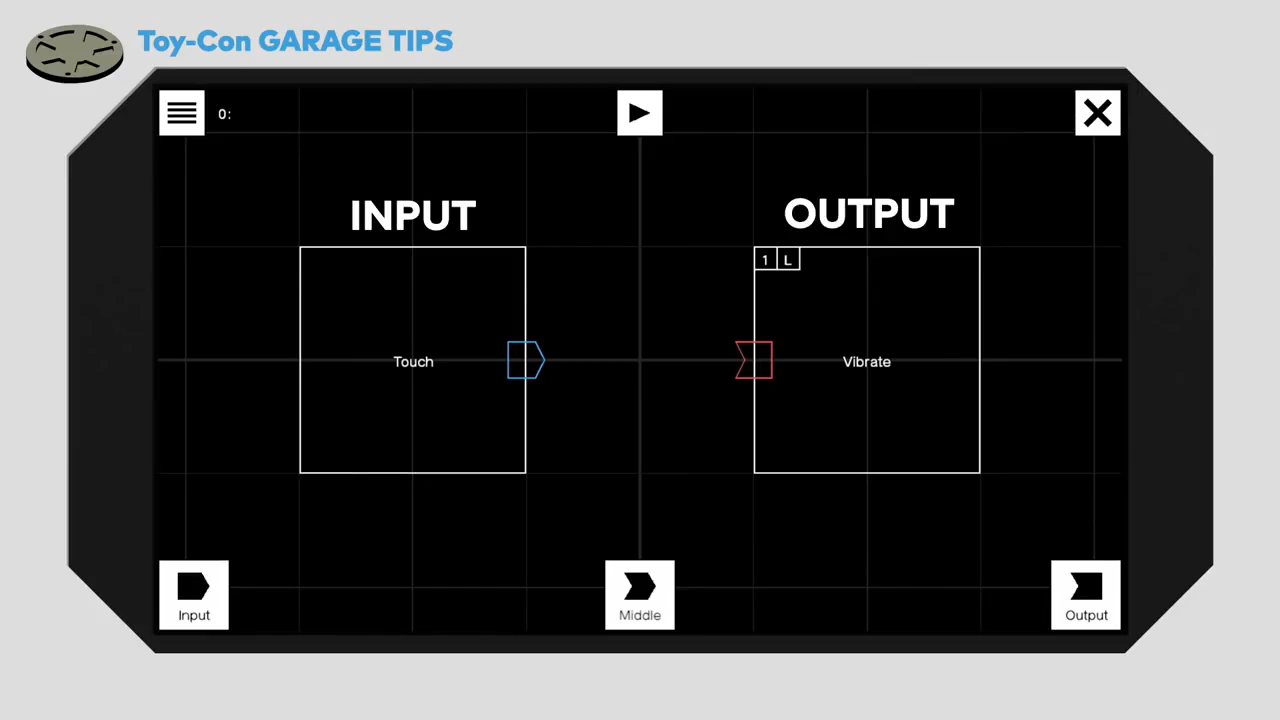 Toy-Con GARAGE TIPS
0:
INPUT
OUTPUT
1 L
Touch
Vibrate
Input
Middle
Output